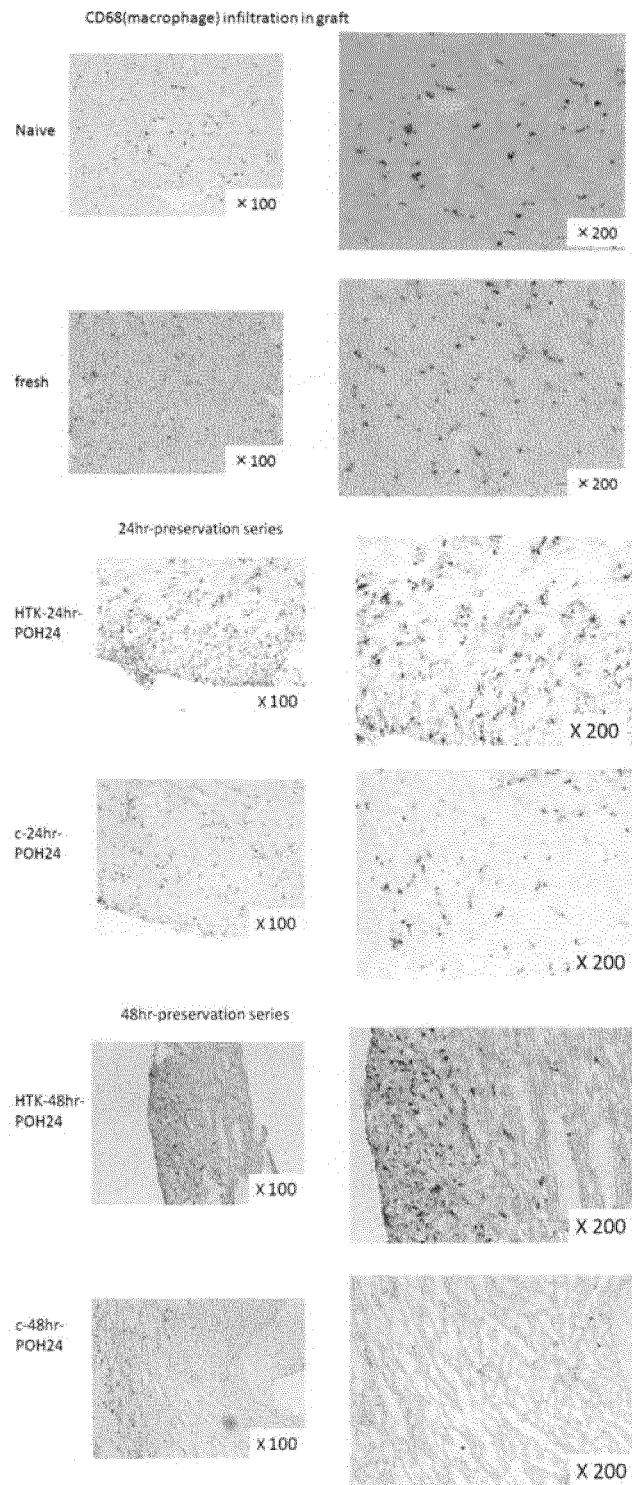 CD68(macrophage) infiltration in graft
Naive
× 100
× 200
fresh
× 100
× 200
24hr-preservation series
HTK-24hr-
POH24
X 100
X 200
c-24hr-
POH24
X 100
X 200
48hr-preservation series
HTK-48hr-
POH24
X 100
X 200
c-48hr-
POH24
X 100
X 200